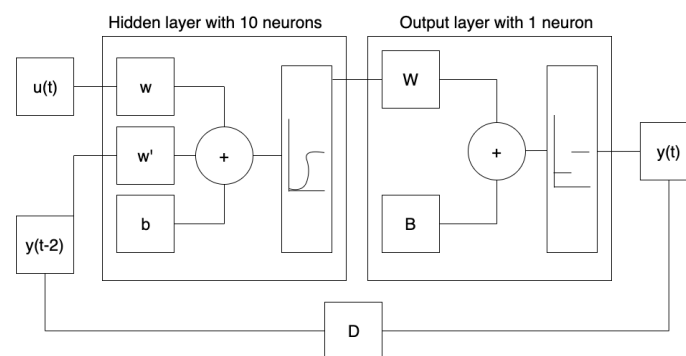 Hidden layer with 10 neurons
Output layer with 1 neuron
u(t)
w
W
w'
+
+
y(t)
b
B
y(t-2)
D